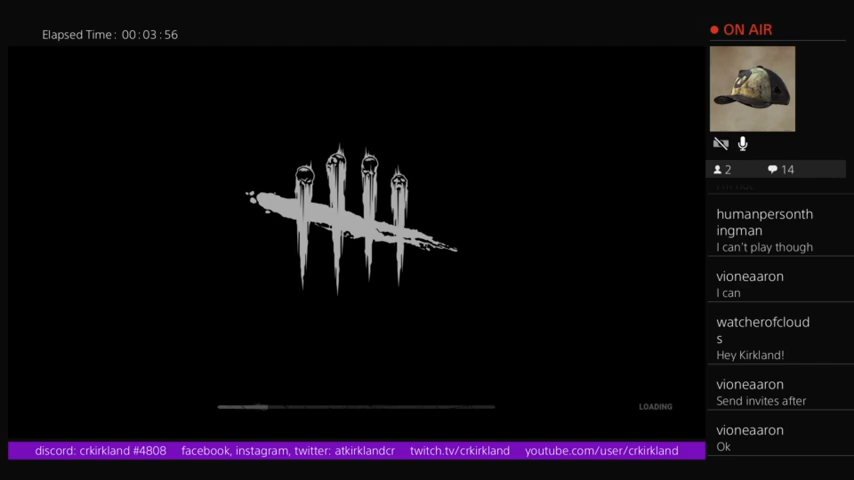 Elapsed Time: 00:03:56
ON AIR
2 14
humanpersonth
ingman
I can't play though
vioneaaron
I can
watcherofcloud
s
Hey Kirkland!
vioneaaron
Send invites after
vioneaaron
Ok
LOADING
discord: crkirkland #4808 facebook, instagram, twitter: atkirklandcr twitch.tv/crkirkland youtube.com/user/crkirkland